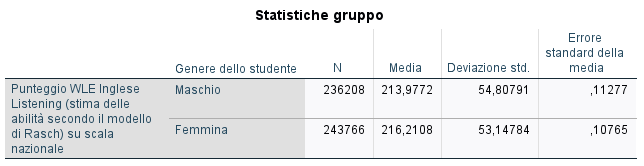 Statistiche gruppo
Genere dello studente N Media Deviazione std. Errore
standard della
media
Punteggio WLE Inglese
Listening (stima delle
abilità secondo il modello
di Rasch) su scala
nazionale
Maschio 236208 213,9772 54,80791 ,11277
Femmina 243766 216,2108 53,14784 ,10765